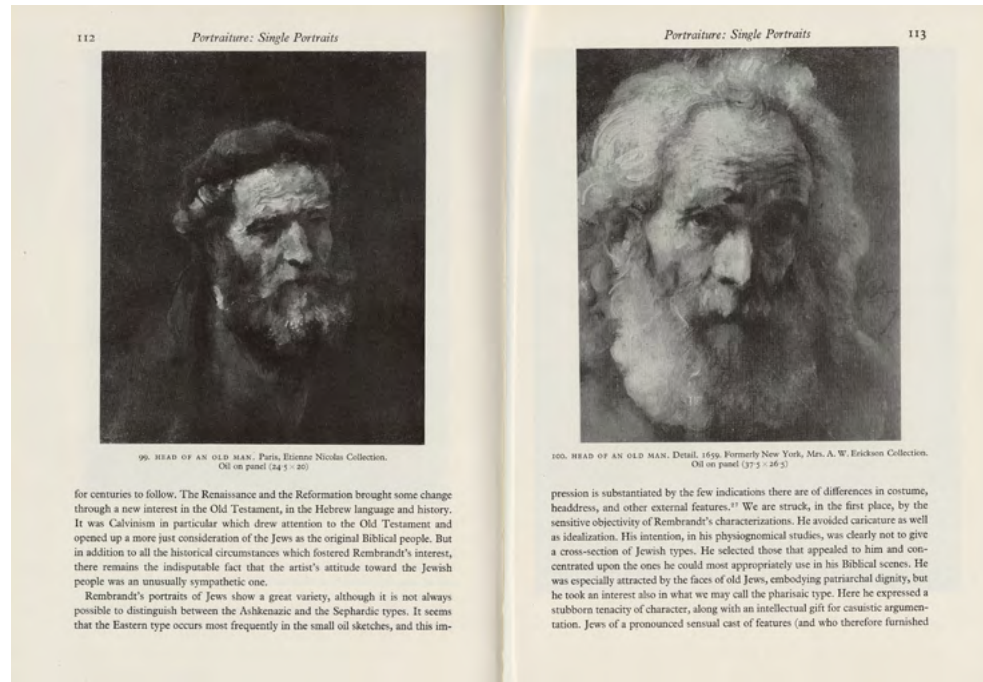 112
Portraiture: Single Portraits
99. HEAD OF AN OLD MAN. Paris, Etienne Nicolas Collection.
Oil on panel (24·5 × 20)
for centuries to follow. The Renaissance and the Reformation brought some change
through a new interest in the Old Testament, in the Hebrew language and history.
It was Calvinism in particular which drew attention to the Old Testament and
opened up a more just consideration of the Jews as the original Biblical people. But
in addition to all the historical circumstances which fostered Rembrandt's interest,
there remains the indisputable fact that the artist's attitude toward the Jewish
people was an unusually sympathetic one.
Rembrandt's portraits of Jews show a great variety, although it is not always
possible to distinguish between the Ashkenazic and the Sephardic types. It seems
that the Eastern type occurs most frequently in the small oil sketches, and this im-
Portraiture: Single Portraits
113
100. HEAD OF AN OLD MAN. Detail. 1659. Formerly New York, Mrs. A. W. Erickson Collection.
Oil on panel (37·5 × 26·5)
pression is substantiated by the few indications there are of differences in costume,
headdress, and other external features.³⁷ We are struck, in the first place, by the
sensitive objectivity of Rembrandt's characterizations. He avoided caricature as well
as idealization. His intention, in his physiognomical studies, was clearly not to give
a cross-section of Jewish types. He selected those that appealed to him and con-
centrated upon the ones he could most appropriately use in his Biblical scenes. He
was especially attracted by the faces of old Jews, embodying patriarchal dignity, but
he took an interest also in what we may call the pharisaic type. Here he expressed a
stubborn tenacity of character, along with an intellectual gift for casuistic argumen-
tation. Jews of a pronounced sensual cast of features (and who therefore furnished